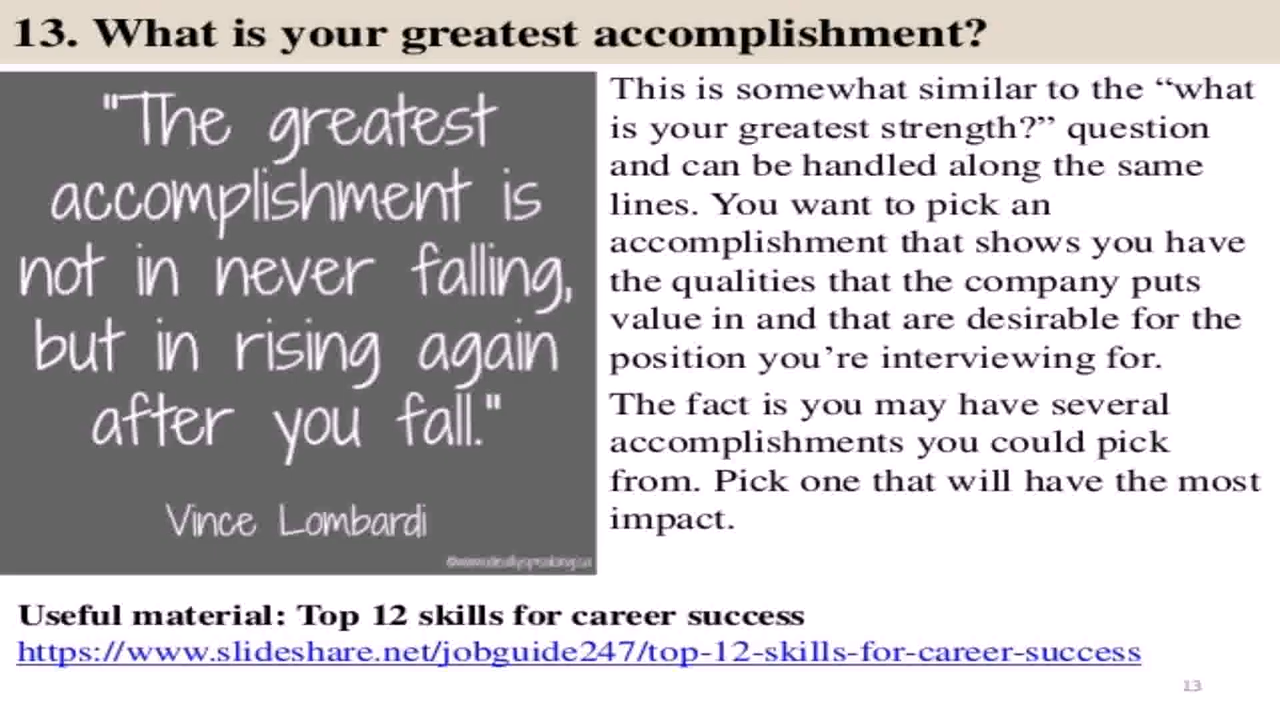 13. What is your greatest accomplishment?
"The greatest
accomplishment is
not in never falling,
but in rising again
after you fall."
Vince Lombardi
This is somewhat similar to the “what
is your greatest strength?” question
and can be handled along the same
lines. You want to pick an
accomplishment that shows you have
the qualities that the company puts
value in and that are desirable for the
position you’re interviewing for.
The fact is you may have several
accomplishments you could pick
from. Pick one that will have the most
impact.
Useful material: Top 12 skills for career success
https://www.slideshare.net/jobguide247/top-12-skills-for-career-success
13